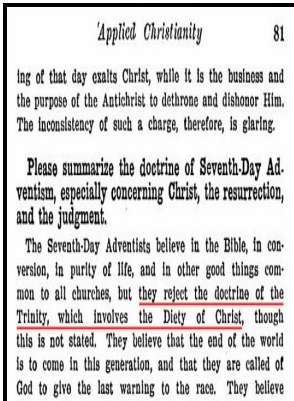 'Applied Christianity 81
ing of that day exalts Christ, while it is the business and
the purpose of the Antichrist to dethrone and dishonor Him.
The inconsistency of such a charge, therefore, is glaring.
Please summarize the doctrine of Seventh-Day Ad-
ventism, especially concerning Christ, the resurrection,
and the judgment.
The Seventh-Day Adventists believe in the Bible, in con-
version, in purity of life, and in other good things com-
mon to all churches, but they reject the doctrine of the
Trinity, which involves the Diety of Christ, though
this is not stated. They believe that the end of the world
is to come in this generation, and that they are called of
God to give the last warning to the race. They believe